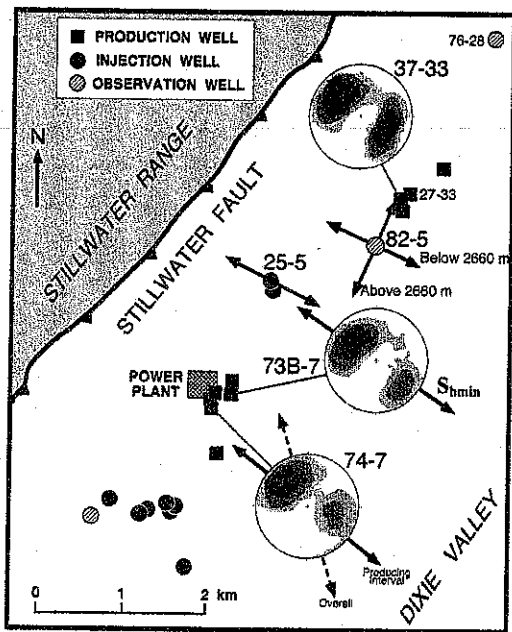 PRODUCTION WELL
INJECTION WELL
OBSERVATION WELL
76-28
37-33
N
STILLWATER RANGE
STILLWATER FAULT
27-33
82-5
Below 2660 m
25-5
Above 2660 m
73B-7
Shmin
POWER
PLANT
74-7
Producing
interval
Overall
DIXIE VALLEY
0 1 2 km